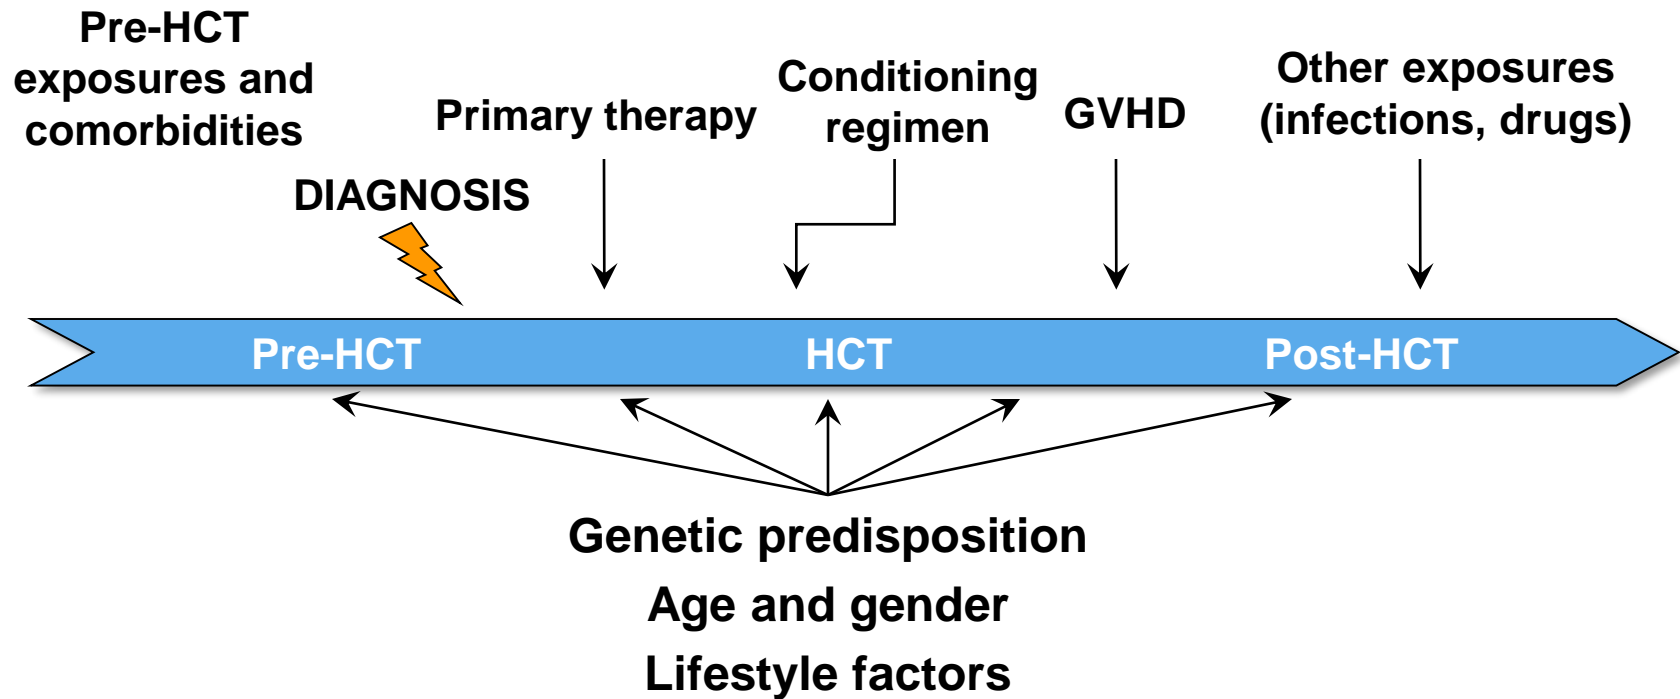 Pre-HCT
exposures and
comorbidities
DIAGNOSIS
Primary therapy
Conditioning
regimen
GVHD
Other exposures
(infections, drugs)
Pre-HCT
HCT
Post-HCT
Genetic predisposition
Age and gender
Lifestyle factors